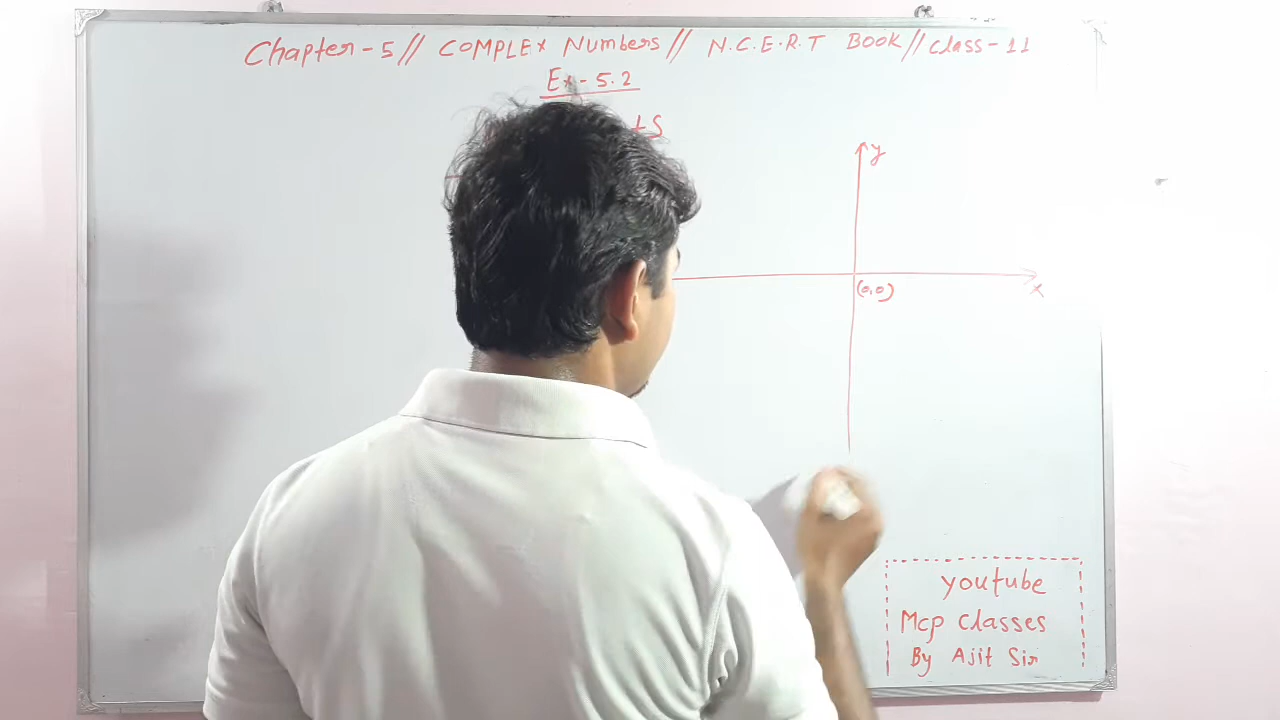 Chapter-5// COMPLEX Numbers// N.C.E.R.T BOOK// Class-11
Ex-5.2
y
(0,0)
x
youtube
Mcp Classes
By Ajit Sir